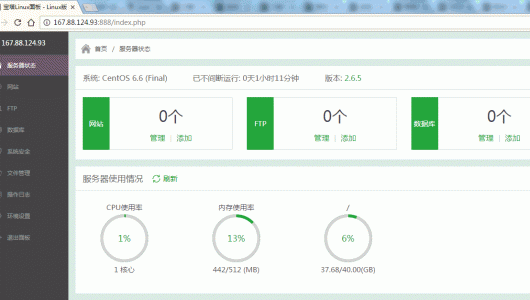 宝塔Linux面板 - Linux版
167.88.124.93:888/index.php
167.88.124.93
首页 / 服务器状态
服务器状态
网站
FTP
数据库
系统安全
文件管理
操作日志
环境设置
退出面板
系统: CentOS 6.6 (Final) 已不间断运行: 0天1小时11分钟 版本: 2.6.5
网站 0个 管理 | 添加
FTP 0个 管理 | 添加
数据库 0个 管理 | 添加
服务器使用情况 刷新
CPU使用率 内存使用率 /
1% 13% 6%
1 核心 442/512 (MB) 37.68/40.00(GB)